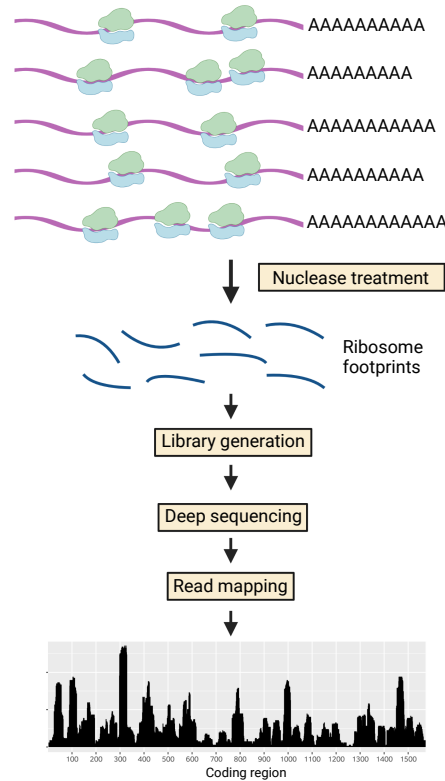 AAAAAAAAAA
AAAAAAAAA
AAAAAAAAAAA
AAAAAAAAAA
AAAAAAAAAAAA
Nuclease treatment
Ribosome
footprints
Library generation
Deep sequencing
Read mapping
100 200 300 400 500 600 700 800 900 1000 1100 1200 1300 1400 1500
Coding region